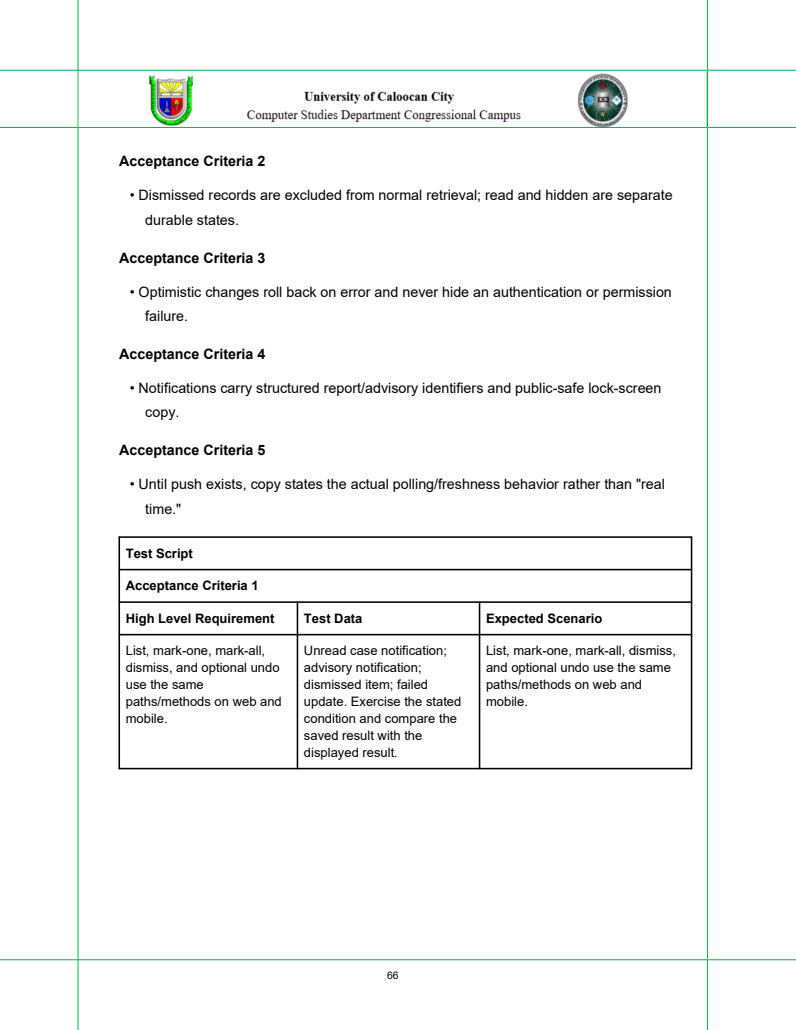 University of Caloocan City
Computer Studies Department Congressional Campus
Acceptance Criteria 2
• Dismissed records are excluded from normal retrieval; read and hidden are separate
durable states.
Acceptance Criteria 3
• Optimistic changes roll back on error and never hide an authentication or permission
failure.
Acceptance Criteria 4
• Notifications carry structured report/advisory identifiers and public-safe lock-screen
copy.
Acceptance Criteria 5
• Until push exists, copy states the actual polling/freshness behavior rather than "real
time."
Test Script
Acceptance Criteria 1
High Level Requirement
Test Data
Expected Scenario
List, mark-one, mark-all,
dismiss, and optional undo
use the same
paths/methods on web and
mobile.
Unread case notification;
advisory notification;
dismissed item; failed
update. Exercise the stated
condition and compare the
saved result with the
displayed result.
List, mark-one, mark-all, dismiss,
and optional undo use the same
paths/methods on web and
mobile.
66